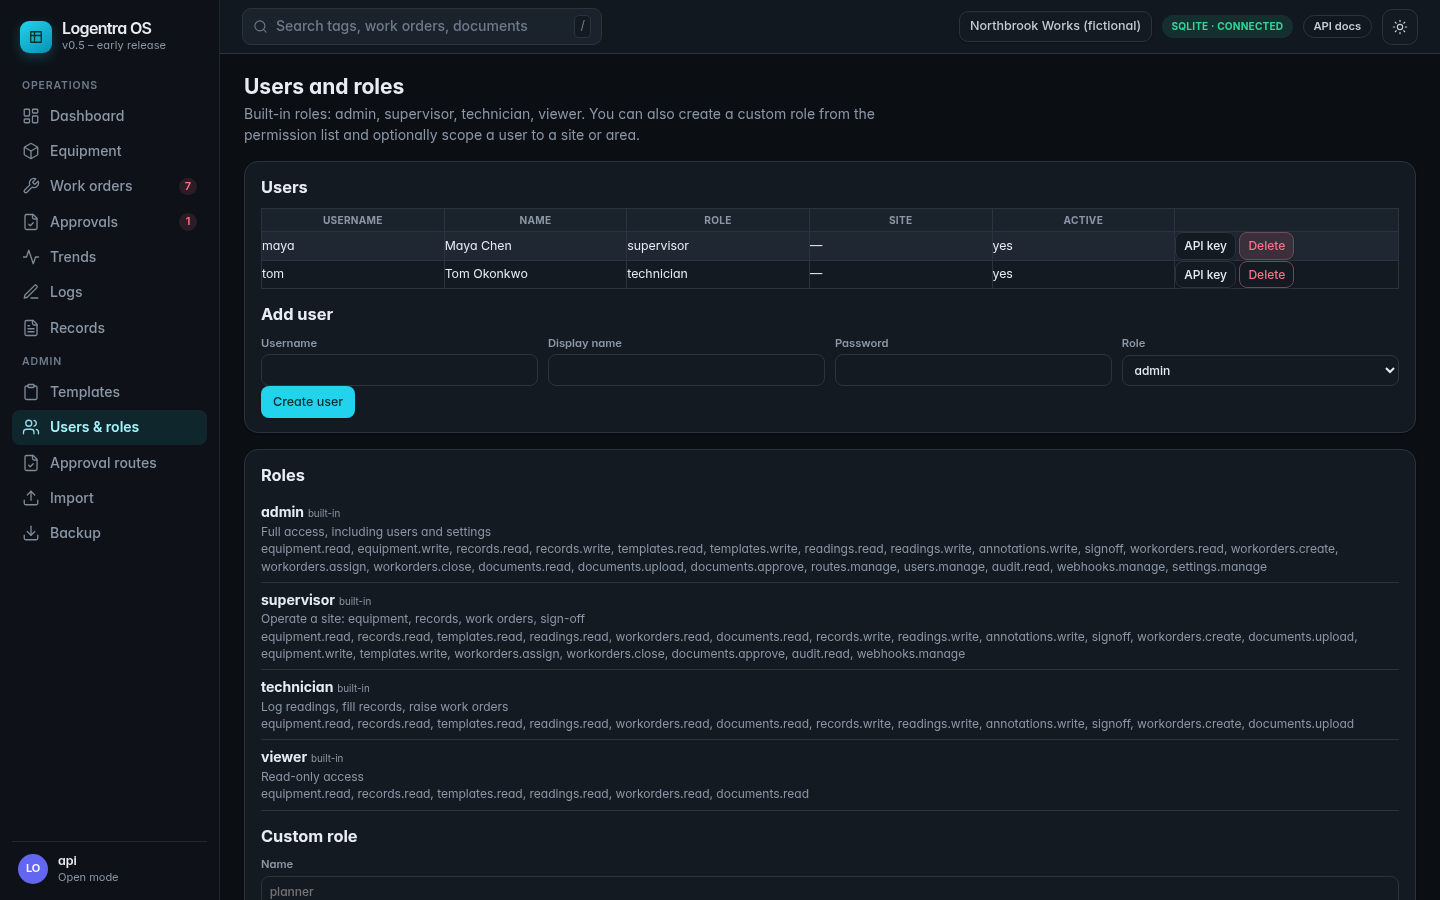 Logentra OS
v0.5 – early release
Search tags, work orders, documents
/
Northbrook Works (fictional)
SQLITE · CONNECTED
API docs
OPERATIONS
Dashboard
Equipment
Work orders 7
Approvals 1
Trends
Logs
Records
ADMIN
Templates
Users & roles
Approval routes
Import
Backup
LO
api
Open mode
Users and roles
Built-in roles: admin, supervisor, technician, viewer. You can also create a custom role from the
permission list and optionally scope a user to a site or area.
Users
USERNAME NAME ROLE SITE ACTIVE
maya Maya Chen supervisor — yes API key Delete
tom Tom Okonkwo technician — yes API key Delete
Add user
Username Display name Password Role
admin
Create user
Roles
admin built-in
Full access, including users and settings
equipment.read, equipment.write, records.read, records.write, templates.read, templates.write, readings.read, readings.write, annotations.write, signoff, workorders.read, workorders.create,
workorders.assign, workorders.close, documents.read, documents.upload, documents.approve, routes.manage, users.manage, audit.read, webhooks.manage, settings.manage
supervisor built-in
Operate a site: equipment, records, work orders, sign-off
equipment.read, records.read, templates.read, readings.read, workorders.read, documents.read, records.write, readings.write, annotations.write, signoff, workorders.create, documents.upload,
equipment.write, templates.write, workorders.assign, workorders.close, documents.approve, audit.read, webhooks.manage
technician built-in
Log readings, fill records, raise work orders
equipment.read, records.read, templates.read, readings.read, workorders.read, documents.read, records.write, readings.write, annotations.write, signoff, workorders.create, documents.upload
viewer built-in
Read-only access
equipment.read, records.read, templates.read, readings.read, workorders.read, documents.read
Custom role
Name
planner